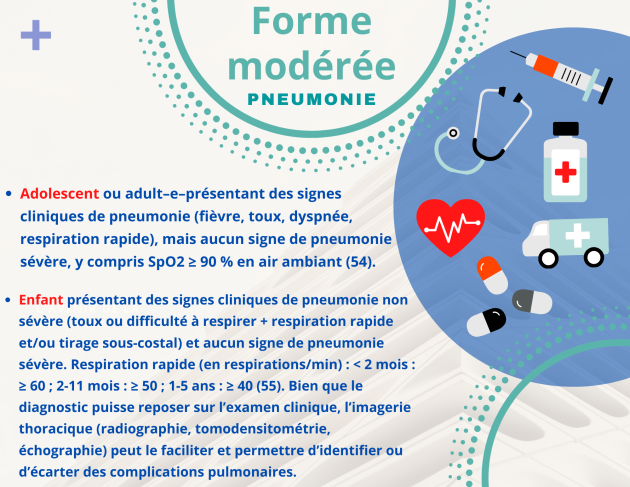 Forme
modérée
PNEUMONIE
• Adolescent ou adult–e–présentant des signes
cliniques de pneumonie (fièvre, toux, dyspnée,
respiration rapide), mais aucun signe de pneumonie
sévère, y compris SpO2 ≥ 90 % en air ambiant (54).
• Enfant présentant des signes cliniques de pneumonie non
sévère (toux ou difficulté à respirer + respiration rapide
et/ou tirage sous-costal) et aucun signe de pneumonie
sévère. Respiration rapide (en respirations/min) : < 2 mois :
≥ 60 ; 2-11 mois : ≥ 50 ; 1-5 ans : ≥ 40 (55). Bien que le
diagnostic puisse reposer sur l’examen clinique, l’imagerie
thoracique (radiographie, tomodensitométrie,
échographie) peut le faciliter et permettre d’identifier ou
d’écarter des complications pulmonaires.